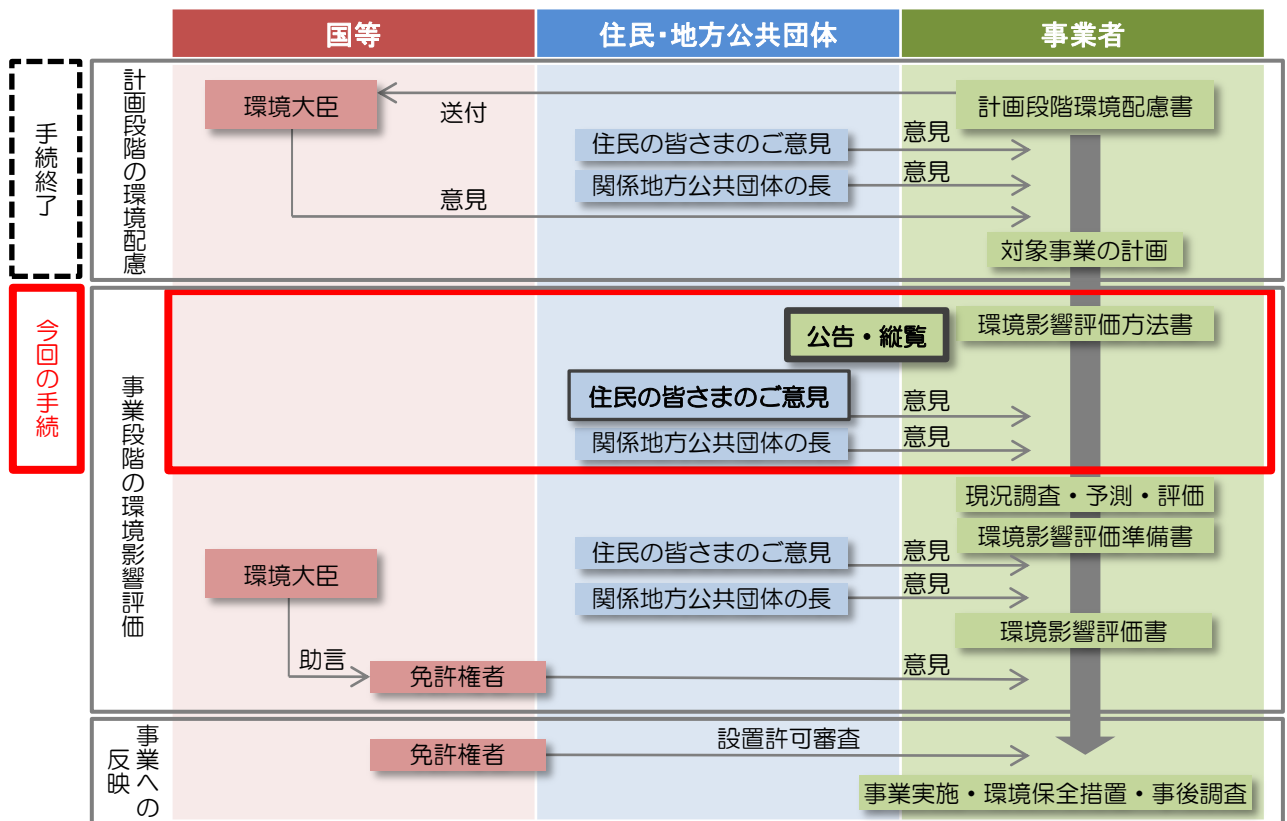 国等
住民・地方公共団体
事業者
手続終了
計画段階の環境配慮
環境大臣
送付
計画段階環境配慮書
住民の皆さまのご意見
意見
関係地方公共団体の長
意見
意見
対象事業の計画
今回の手続
事業段階の環境影響評価
環境影響評価方法書
公告・縦覧
住民の皆さまのご意見
意見
関係地方公共団体の長
意見
現況調査・予測・評価
環境影響評価準備書
住民の皆さまのご意見
意見
環境大臣
関係地方公共団体の長
意見
環境影響評価書
助言
免許権者
意見
事業への
反映
免許権者
設置許可審査
事業実施・環境保全措置・事後調査